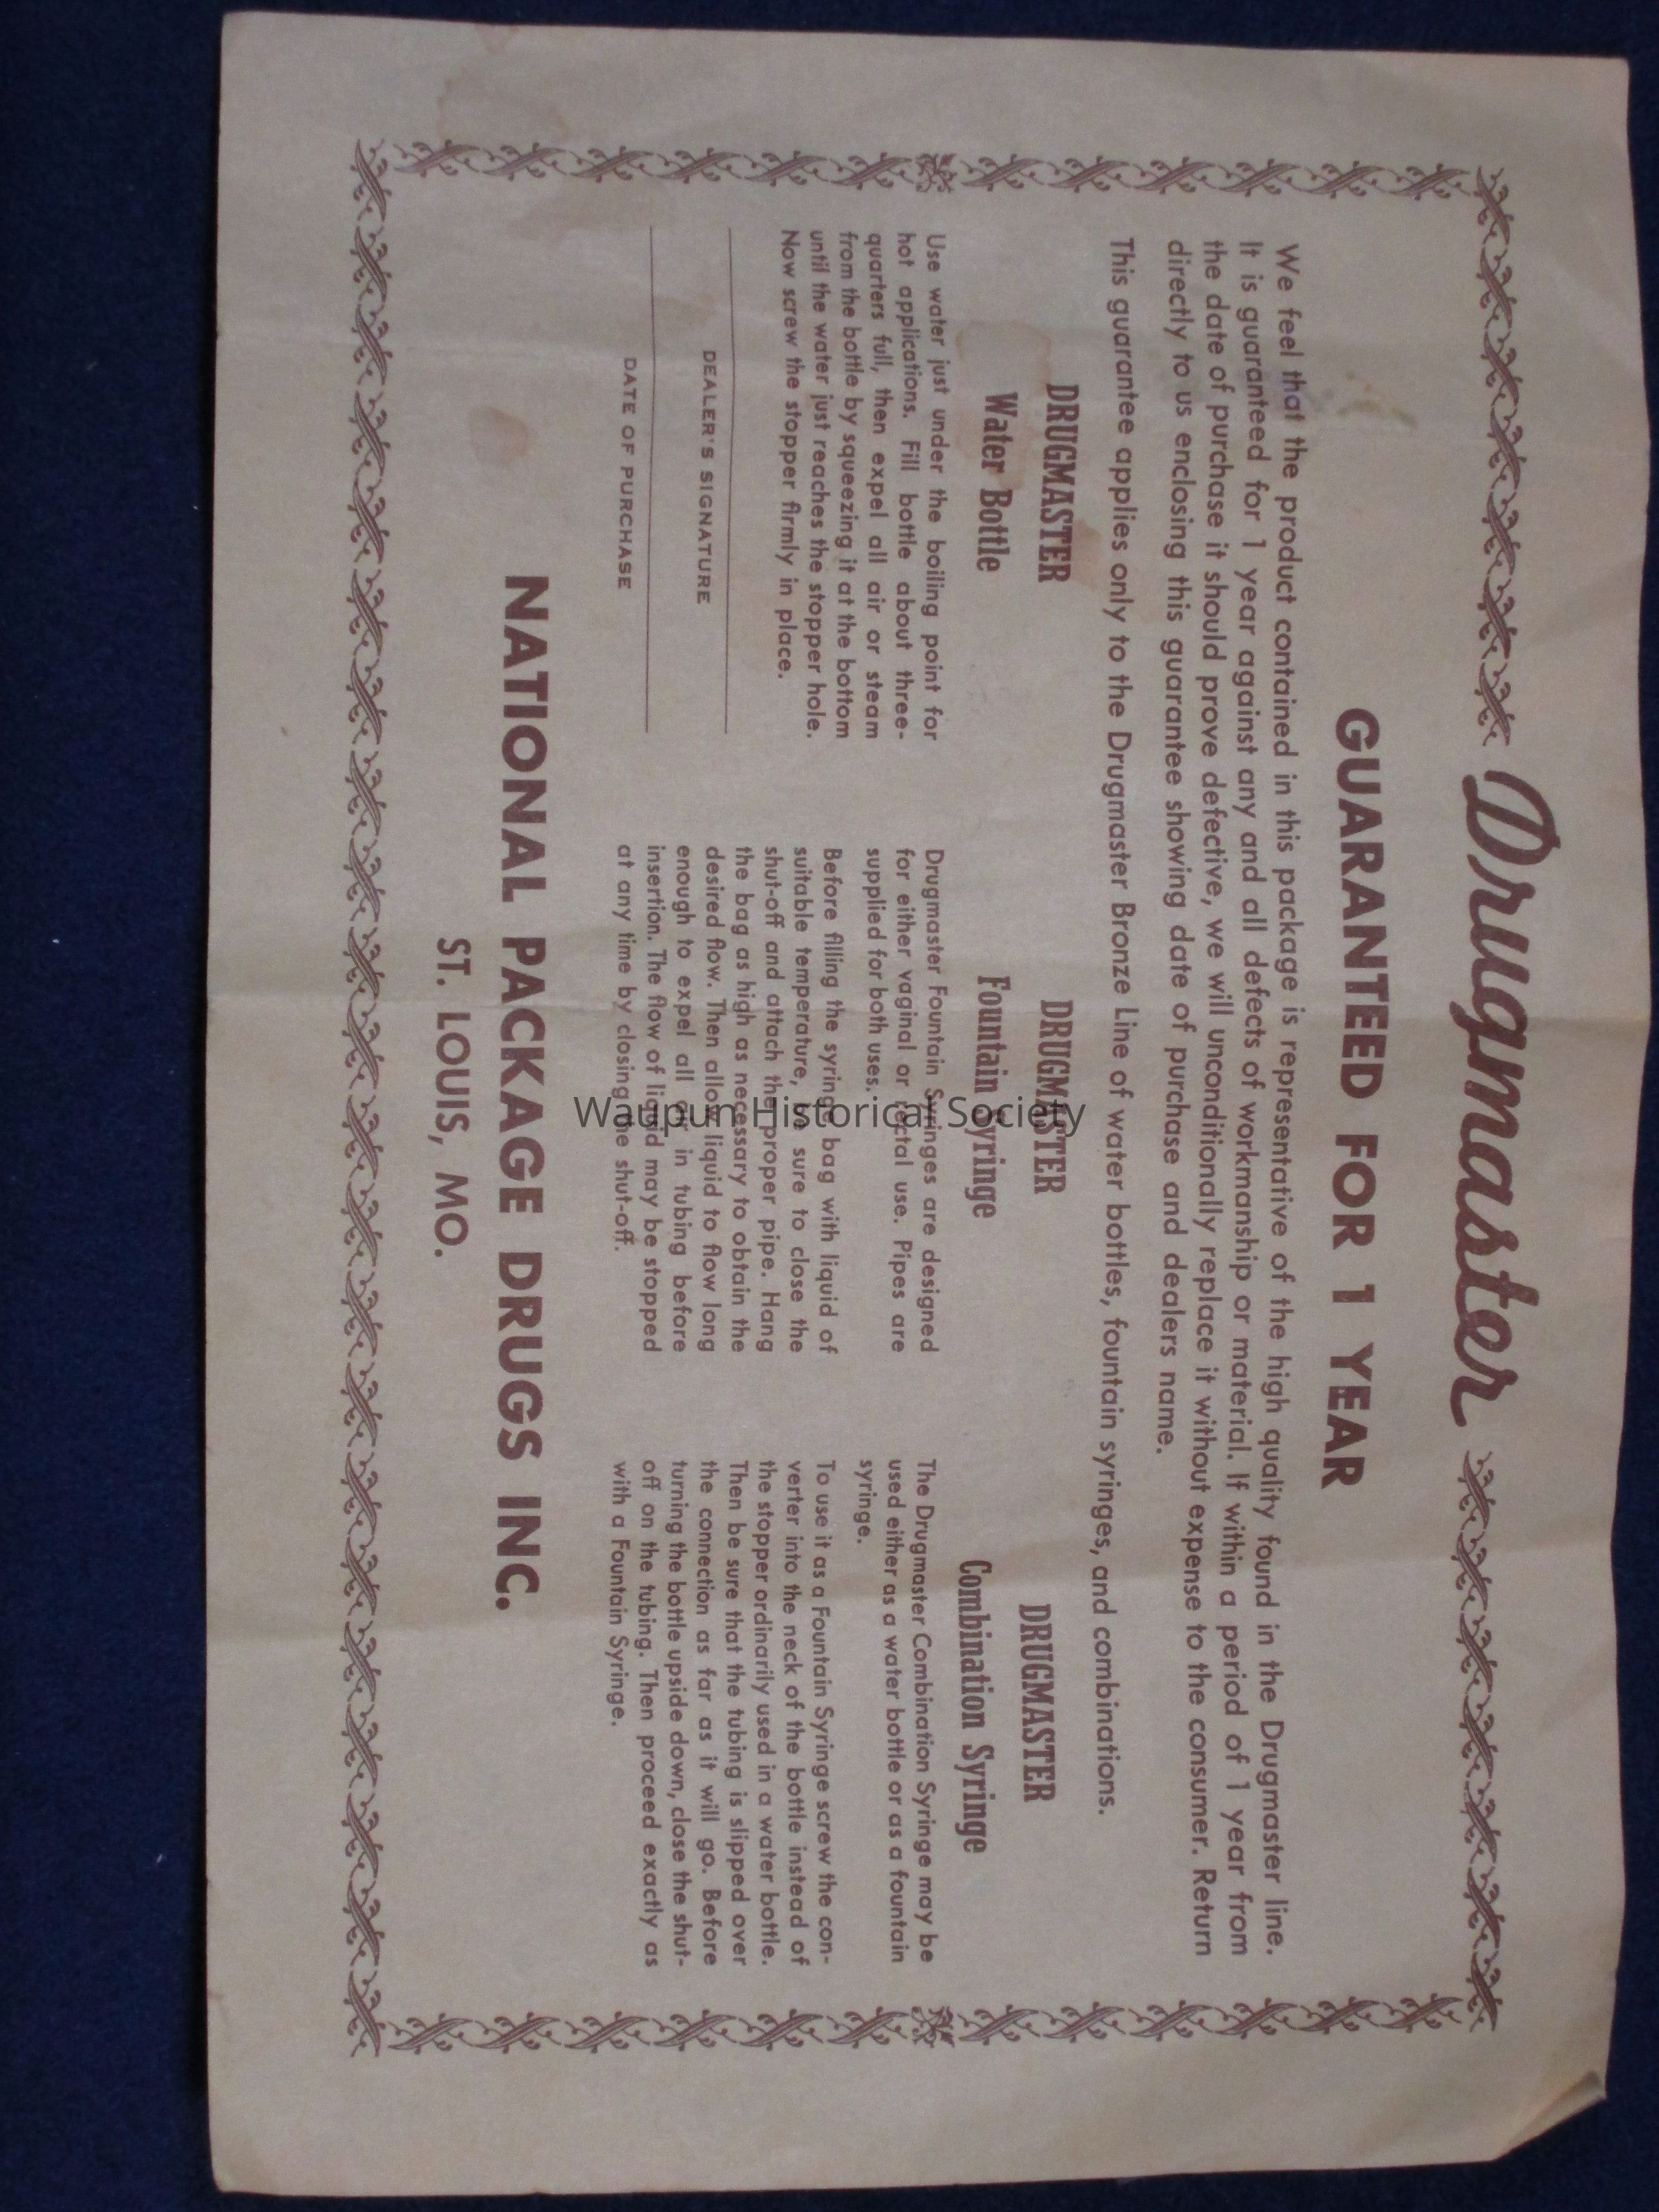 Drugmaster
GUARANTEED FOR 1 YEAR
We feel that the product contained in this package is representative of the high quality found in the Drugmaster line.
It is guaranteed for 1 year against any and all defects of workmanship or material. If within a period of 1 year from
the date of purchase it should prove defective, we will unconditionally replace it without expense to the consumer. Return
directly to us enclosing this guarantee showing date of purchase and dealers name.
This guarantee applies only to the Drugmaster Bronze Line of water bottles, fountain syringes, and combinations.
DRUGMASTER
Water Bottle
Use water just under the boiling point for
hot applications. Fill bottle about three-
quarters full, then expel all air or steam
from the bottle by squeezing it at the bottom
until the water just reaches the stopper hole.
Now screw the stopper firmly in place.
DEALER'S SIGNATURE
DATE OF PURCHASE
DRUGMASTER
Fountain Syringe
Drugmaster Fountain Syringes are designed
for either vaginal or rectal use. Pipes are
supplied for both uses.
Before filling the syringe bag with liquid of
suitable temperature, be sure to close the
shut-off and attach the proper pipe. Hang
the bag as high as necessary to obtain the
desired flow. Then allow liquid to flow long
enough to expel all air in tubing before
insertion. The flow of liquid may be stopped
at any time by closing the shut-off.
DRUGMASTER
Combination Syringe
The Drugmaster Combination Syringe may be
used either as a water bottle or as a fountain
syringe.
To use it as a Fountain Syringe screw the con-
verter into the neck of the bottle instead of
the stopper ordinarily used in a water bottle.
Then be sure that the tubing is slipped over
the connection as far as it will go. Before
turning the bottle upside down, close the shut-
off on the tubing. Then proceed exactly as
with a Fountain Syringe.
NATIONAL PACKAGE DRUGS INC.
ST. LOUIS, MO.
Waupun Historical Society